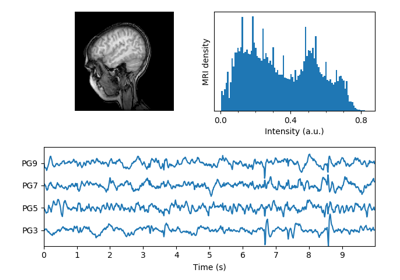 MRI density
0.0 0.4 0.8
Intensity (a.u.)
PG9
PG7
PG5
PG3
0 1 2 3 4 5 6 7 8 9
Time (s)